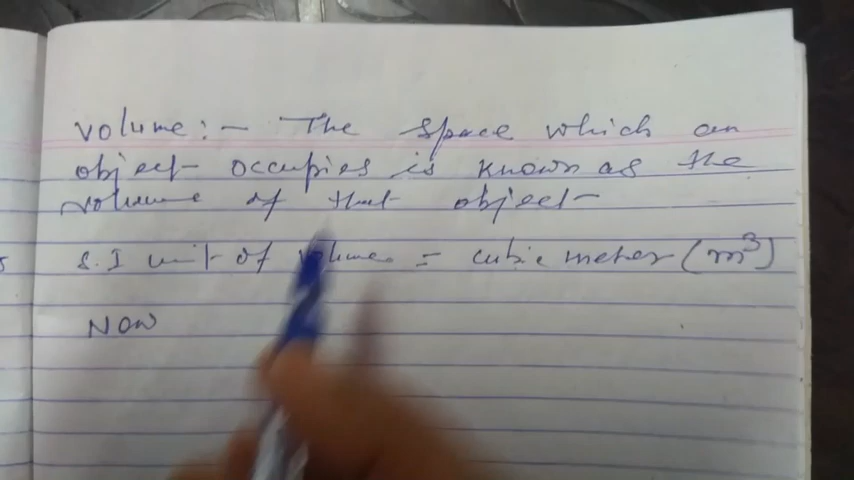 volume:- The space which an
object occupies is known as the
volume of that object
S.I unit of volume = cubic meter (m³)
NOW